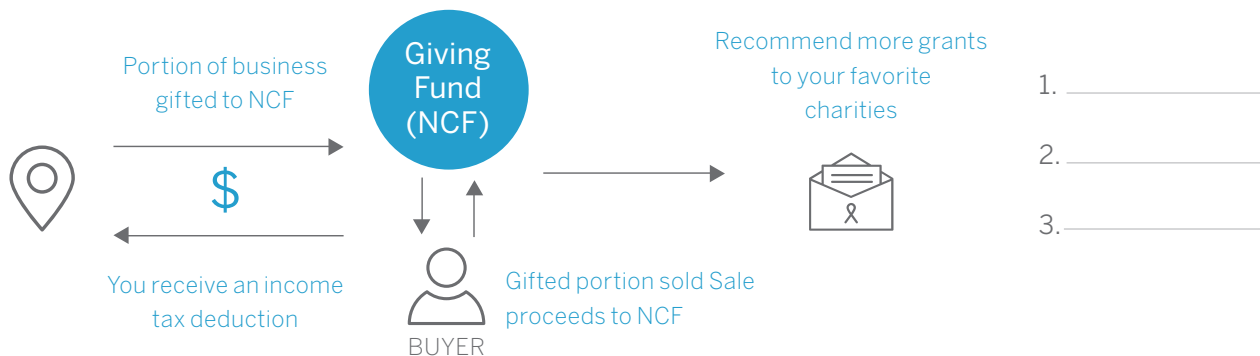 Portion of business
gifted to NCF
$
You receive an income
tax deduction
Giving
Fund
(NCF)
BUYER
Gifted portion sold Sale
proceeds to NCF
Recommend more grants
to your favorite
charities
1.
2.
3.